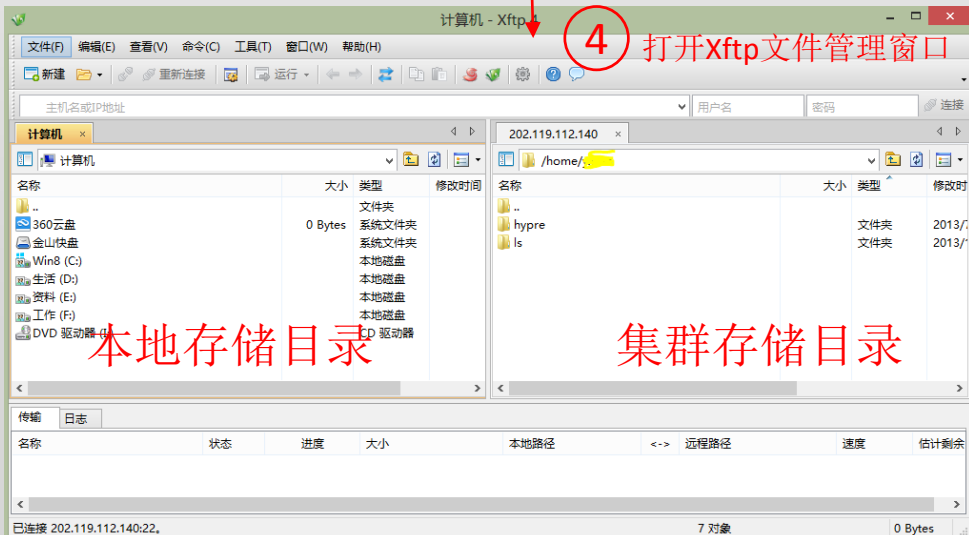 计算机 - Xftp 4
④ 打开Xftp文件管理窗口
文件(F) 编辑(E) 查看(V) 命令(C) 工具(T) 窗口(W) 帮助(H)
新建 重新连接 运行
主机名或IP地址 用户名 密码 连接
计算机 × 202.119.112.140 ×
计算机 /home/
名称 大小 类型 修改时间 名称 大小 类型 修改时
.. 文件夹 ..
360云盘 0 Bytes 系统文件夹 hypre 文件夹 2013/
金山快盘 系统文件夹 ls 文件夹 2013/
Win8 (C:) 本地磁盘
生活 (D:) 本地磁盘
资料 (E:) 本地磁盘
工作 (F:) 本地磁盘
DVD 驱动器 CD 驱动器
本地存储目录 集群存储目录
传输 日志
名称 状态 进度 大小 本地路径 <-> 远程路径 速度 估计剩余
已连接 202.119.112.140:22。 7 对象 0 Bytes